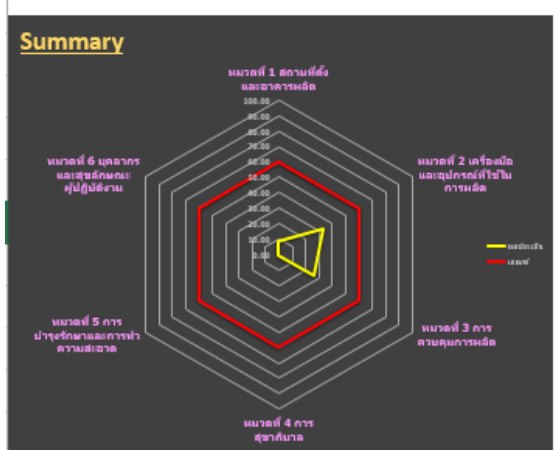 Summary
หมวดที่ 1 สถานที่ตั้ง
และอาคารผลิต
100.00
90.00
80.00
70.00
60.00
50.00
40.00
30.00
20.00
10.00
0.00
หมวดที่ 2 เครื่องมือ
และอุปกรณ์ที่ใช้ใน
การผลิต
หมวดที่ 3 การ
ควบคุมการผลิต
หมวดที่ 4 การ
สุขาภิบาล
หมวดที่ 5 การ
บำรุงรักษาและการทำ
ความสะอาด
หมวดที่ 6 บุคลากร
และสุขลักษณะ
ผู้ปฏิบัติงาน
ผลประเมิน
เกณฑ์